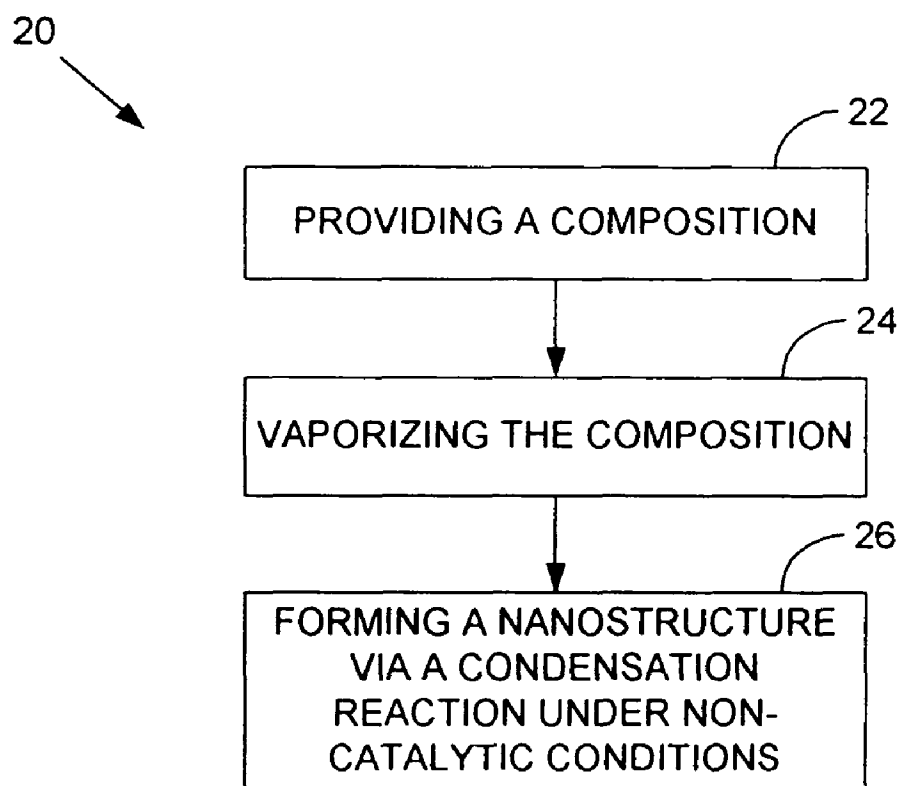 20
22
PROVIDING A COMPOSITION
24
VAPORIZING THE COMPOSITION
26
FORMING A NANOSTRUCTURE
VIA A CONDENSATION
REACTION UNDER NON-
CATALYTIC CONDITIONS